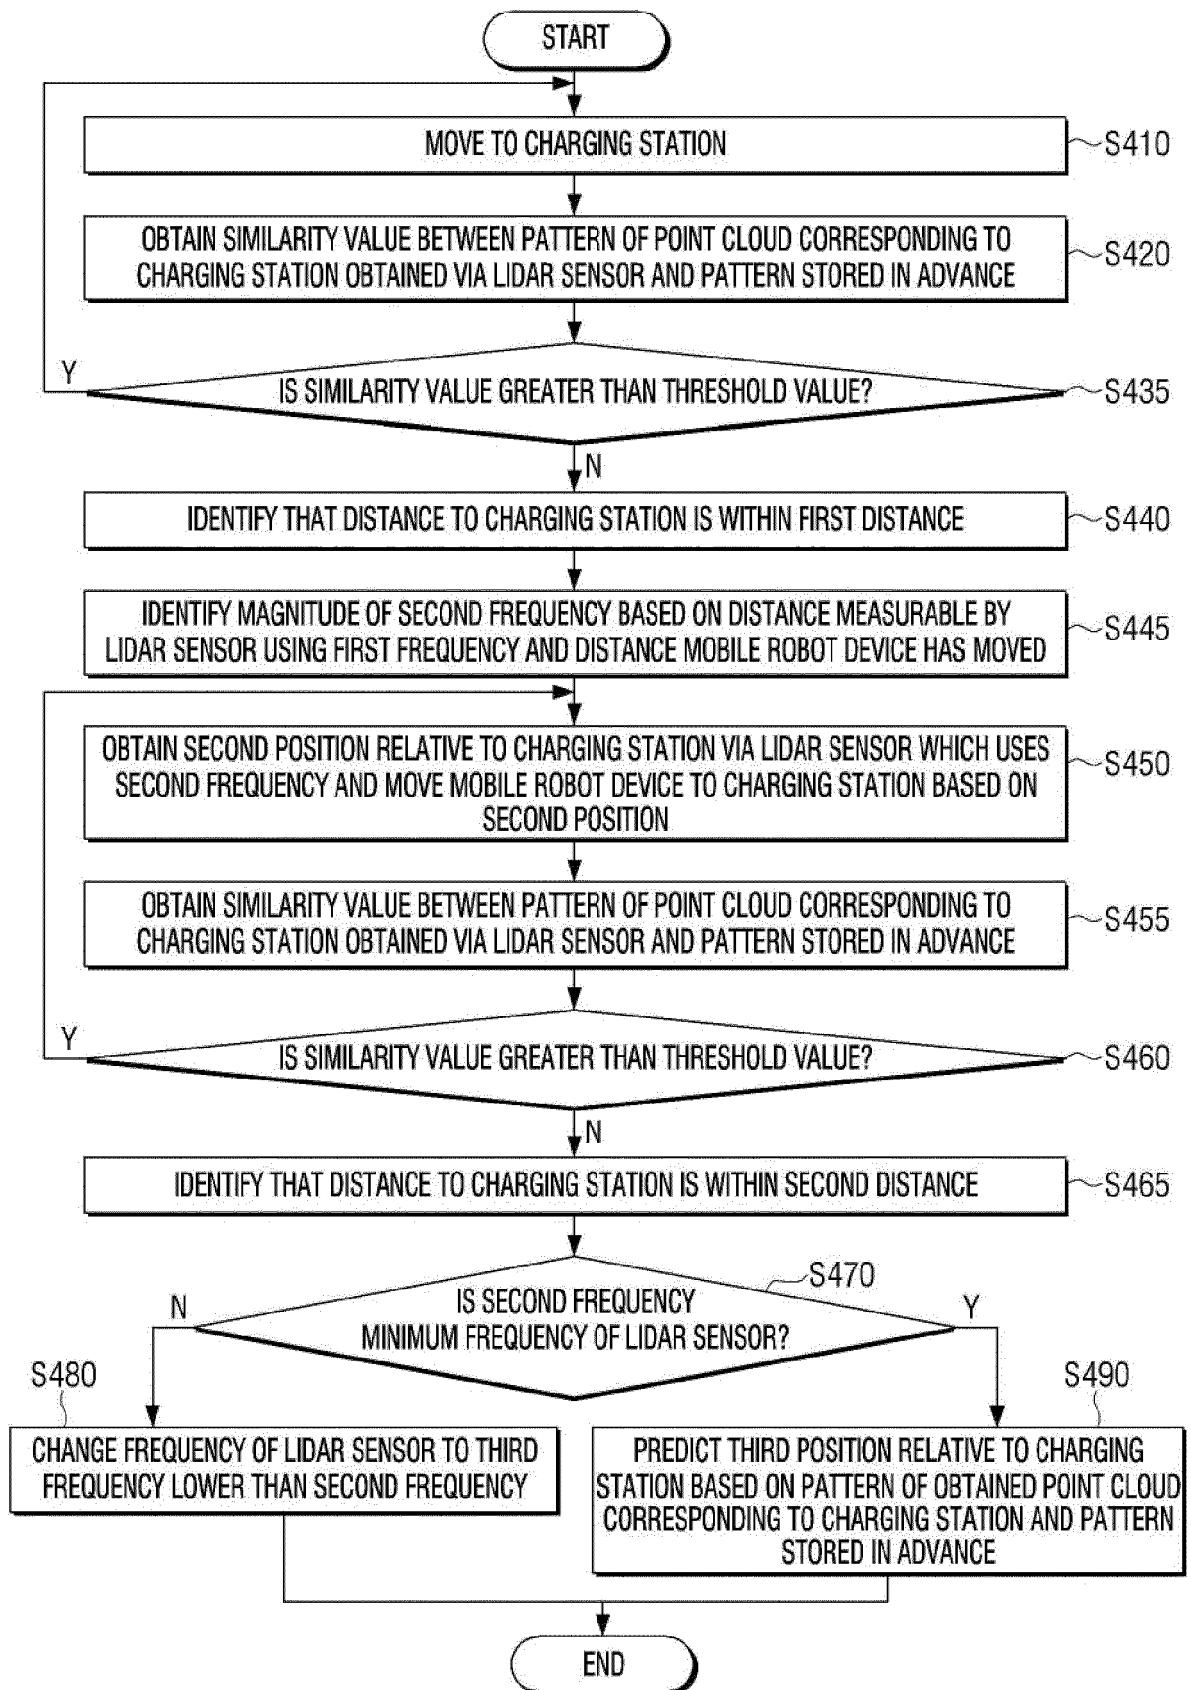 START
MOVE TO CHARGING STATION
S410
OBTAIN SIMILARITY VALUE BETWEEN PATTERN OF POINT CLOUD CORRESPONDING TO
CHARGING STATION OBTAINED VIA LIDAR SENSOR AND PATTERN STORED IN ADVANCE
S420
Y
IS SIMILARITY VALUE GREATER THAN THRESHOLD VALUE?
S435
N
IDENTIFY THAT DISTANCE TO CHARGING STATION IS WITHIN FIRST DISTANCE
S440
IDENTIFY MAGNITUDE OF SECOND FREQUENCY BASED ON DISTANCE MEASURABLE BY
LIDAR SENSOR USING FIRST FREQUENCY AND DISTANCE MOBILE ROBOT DEVICE HAS MOVED
S445
OBTAIN SECOND POSITION RELATIVE TO CHARGING STATION VIA LIDAR SENSOR WHICH USES
SECOND FREQUENCY AND MOVE MOBILE ROBOT DEVICE TO CHARGING STATION BASED ON
SECOND POSITION
S450
OBTAIN SIMILARITY VALUE BETWEEN PATTERN OF POINT CLOUD CORRESPONDING TO
CHARGING STATION OBTAINED VIA LIDAR SENSOR AND PATTERN STORED IN ADVANCE
S455
Y
IS SIMILARITY VALUE GREATER THAN THRESHOLD VALUE?
S460
N
IDENTIFY THAT DISTANCE TO CHARGING STATION IS WITHIN SECOND DISTANCE
S465
S470
N
IS SECOND FREQUENCY
MINIMUM FREQUENCY OF LIDAR SENSOR?
Y
S480
CHANGE FREQUENCY OF LIDAR SENSOR TO THIRD
FREQUENCY LOWER THAN SECOND FREQUENCY
S490
PREDICT THIRD POSITION RELATIVE TO CHARGING
STATION BASED ON PATTERN OF OBTAINED POINT CLOUD
CORRESPONDING TO CHARGING STATION AND PATTERN
STORED IN ADVANCE
END